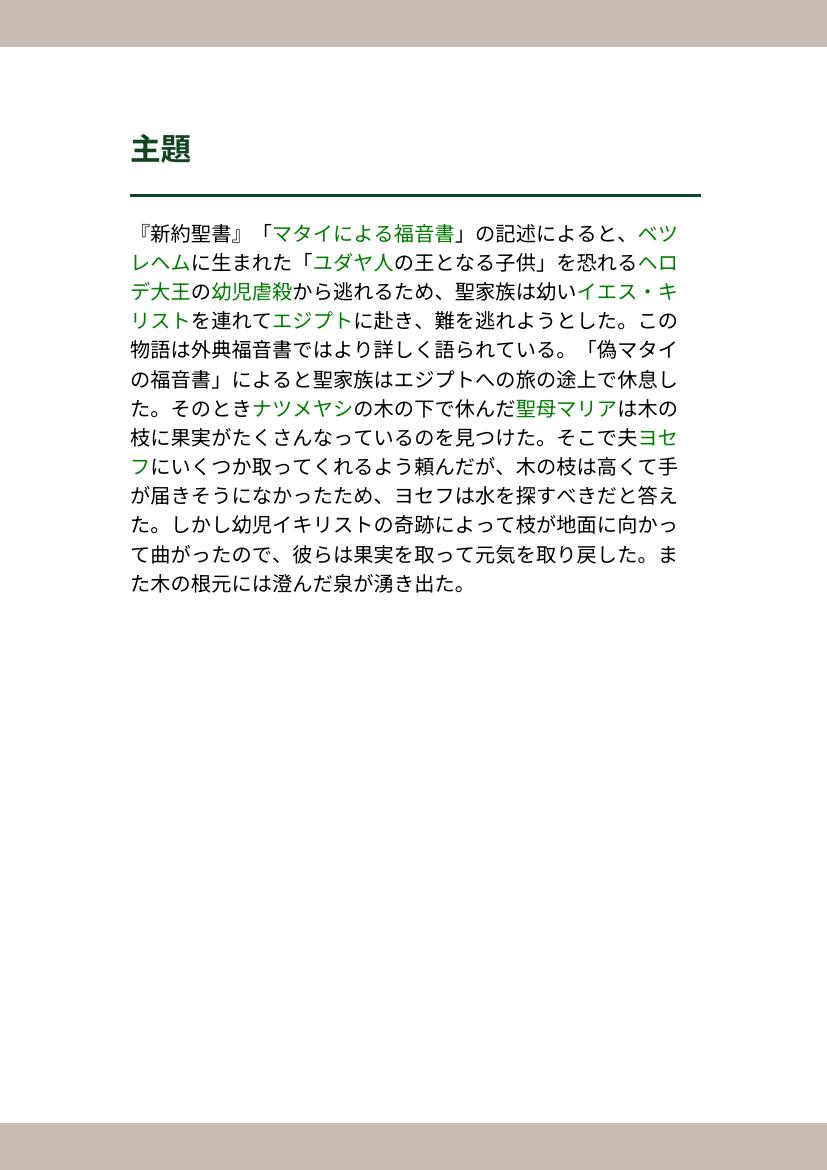 主題
『新約聖書』「マタイによる福音書」の記述によると、ベツ
レヘムに生まれた「ユダヤ人の王となる子供」を恐れるヘロ
デ大王の幼児虐殺から逃れるため、聖家族は幼いイエス・キ
リストを連れてエジプトに赴き、難を逃れようとした。この
物語は外典福音書ではより詳しく語られている。「偽マタイ
の福音書」によると聖家族はエジプトへの旅の途上で休息し
た。そのときナツメヤシの木の下で休んだ聖母マリアは木の
枝に果実がたくさんなっているのを見つけた。そこで夫ヨセ
フにいくつか取ってくれるよう頼んだが、木の枝は高くて手
が届きそうになかったため、ヨセフは水を探すべきだと答え
た。しかし幼児イキリストの奇跡によって枝が地面に向かっ
て曲がったので、彼らは果実を取って元気を取り戻した。ま
た木の根元には澄んだ泉が湧き出た。